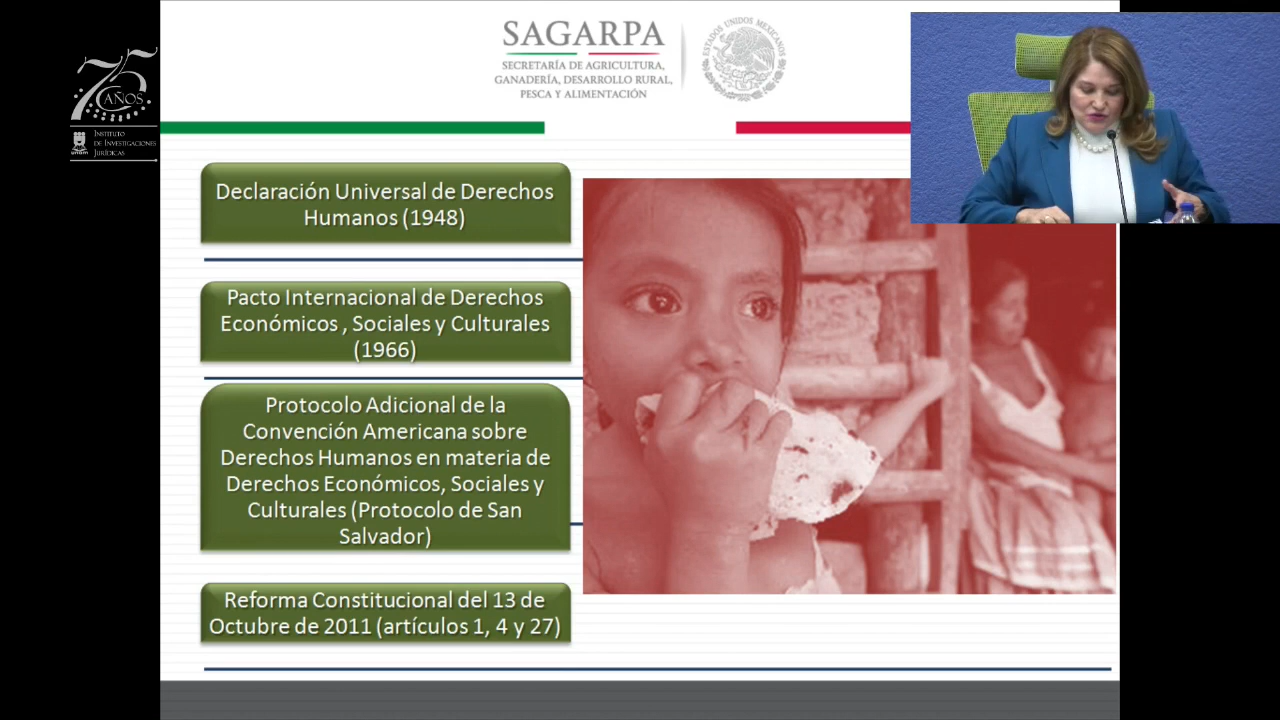 SAGARPA
SECRETARÍA DE AGRICULTURA,
GANADERÍA, DESARROLLO RURAL,
PESCA Y ALIMENTACIÓN
ESTADOS UNIDOS MEXICANOS
75
AÑOS
INSTITUTO
DE INVESTIGACIONES
JURÍDICAS
UNAM
Declaración Universal de Derechos
Humanos (1948)
Pacto Internacional de Derechos
Económicos , Sociales y Culturales
(1966)
Protocolo Adicional de la
Convención Americana sobre
Derechos Humanos en materia de
Derechos Económicos, Sociales y
Culturales (Protocolo de San
Salvador)
Reforma Constitucional del 13 de
Octubre de 2011 (artículos 1, 4 y 27)